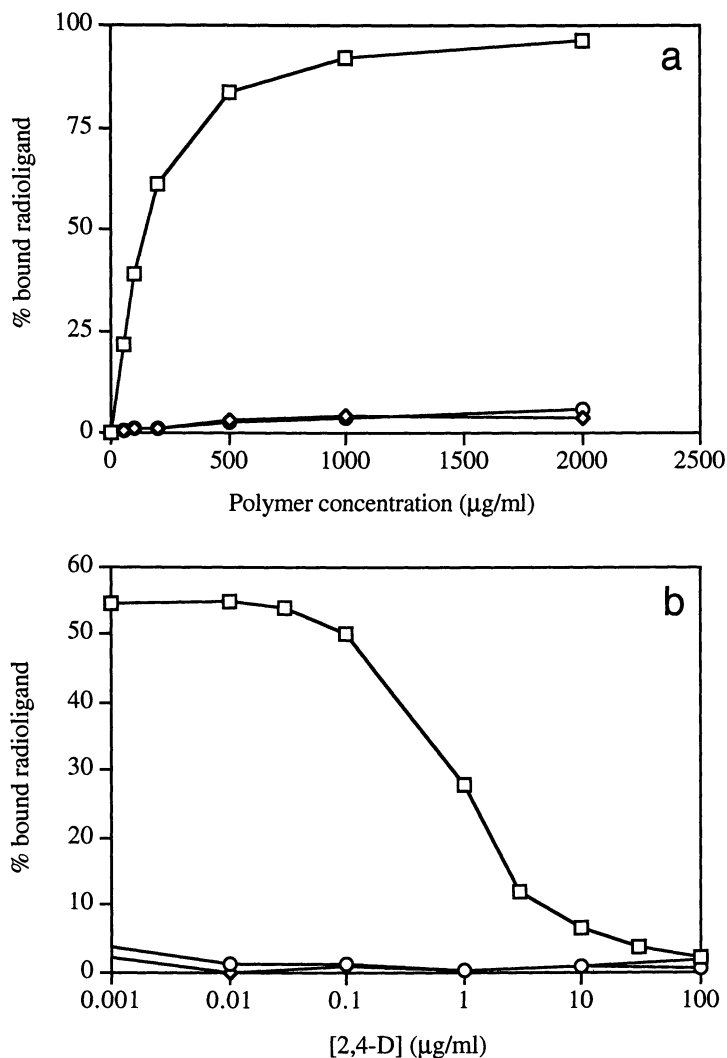 100
75
50
25
0
% bound radioligand
a
0 500 1000 1500 2000 2500
Polymer concentration (µg/ml)
60
50
40
30
20
10
0
% bound radioligand
b
0.001 0.01 0.1 1 10 100
[2,4-D] (µg/ml)